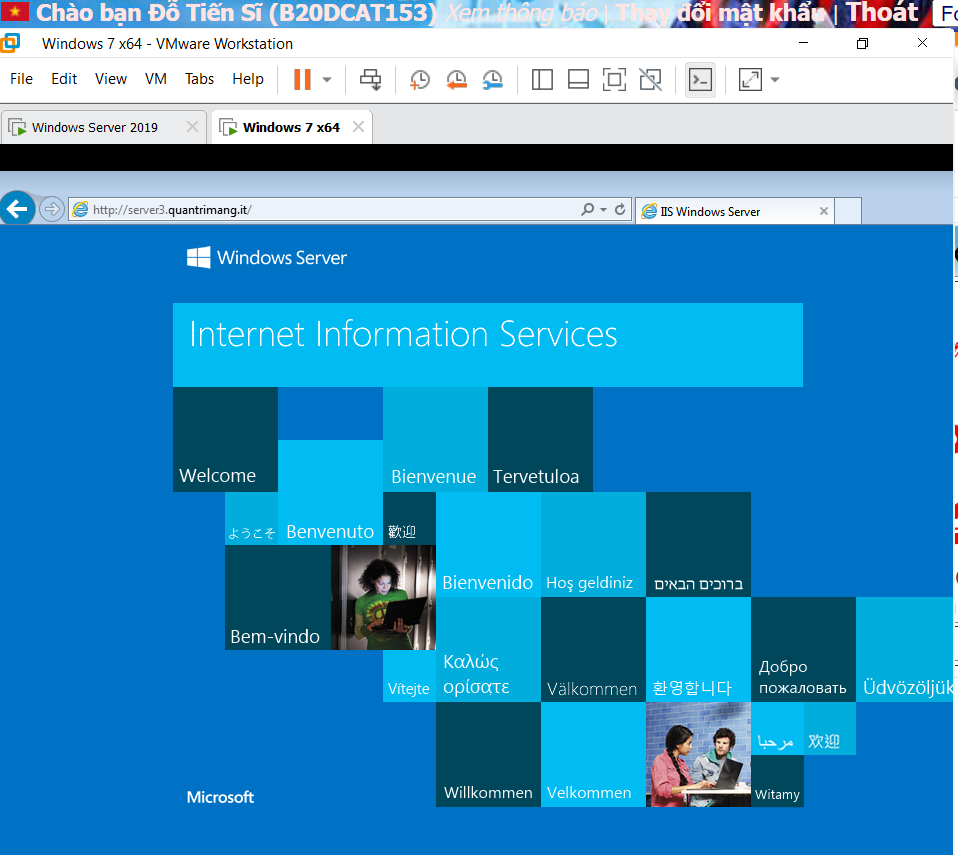 Chào bạn Đỗ Tiến Sĩ (B20DCAT153) Xem thông báo | Thay đổi mật khẩu | Thoát
Windows 7 x64 - VMware Workstation
File Edit View VM Tabs Help
Windows Server 2019
Windows 7 x64
http://server3.quantrimang.it/
IIS Windows Server
Windows Server
Internet Information Services
Welcome
Bienvenue
Tervetuloa
ようこそ
Benvenuto
歡迎
Bienvenido
Hoş geldiniz
ברוכים הבאים
Bem-vindo
Vítejte
Καλώς
ορίσατε
Välkommen
환영합니다
Добро
пожаловать
Üdvözöljük
مرحبا
欢迎
Willkommen
Velkommen
Witamy
Microsoft